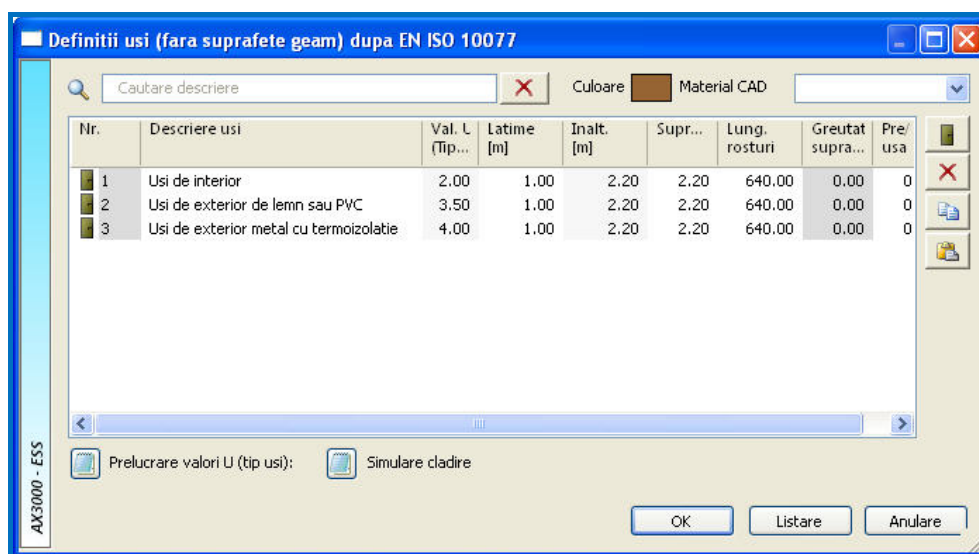 Definitii usi (fara suprafete geam) dupa EN ISO 10077
Cautare descriere
Culoare
Material CAD
Nr. Descriere usi Val. U Latime Inalt. Supr... Lung. Greutat Pre/
(Tip... [m] [m] rosturi supra... usa
1 Usi de interior 2.00 1.00 2.20 2.20 640.00 0.00 0
2 Usi de exterior de lemn sau PVC 3.50 1.00 2.20 2.20 640.00 0.00 0
3 Usi de exterior metal cu termoizolatie 4.00 1.00 2.20 2.20 640.00 0.00 0
Prelucrare valori U (tip usi):
Simulare cladire
AX3000 - ESS
OK
Listare
Anulare